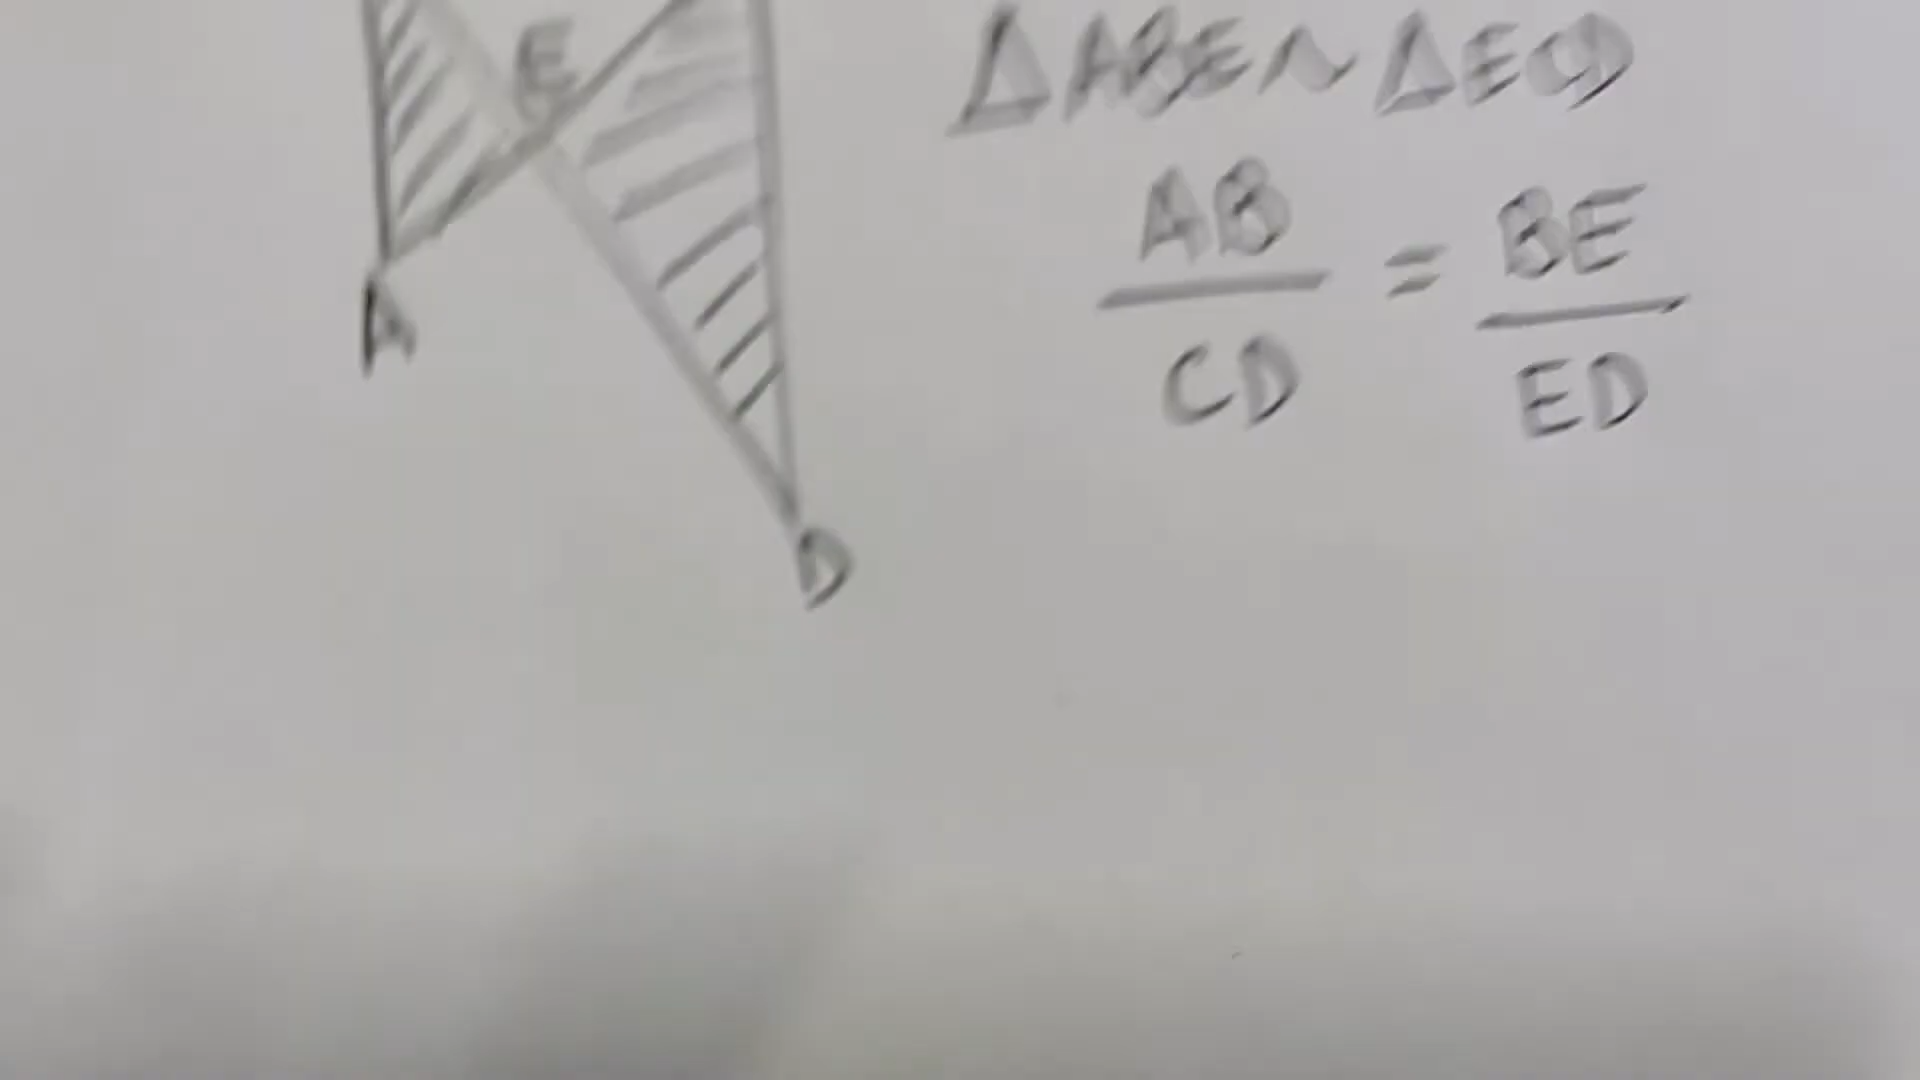 E
A
D
ΔABE ~ ΔECD
AB/CD = BE/ED